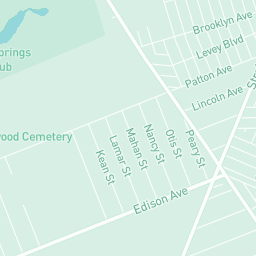 Brooklyn Ave
Levey Blvd
prings
ub
Patton Ave
Lincoln Ave
wood Cemetery
Kean St
Lamar St
Mahan St
Nancy St
Otis St
Peary St
Edison Ave